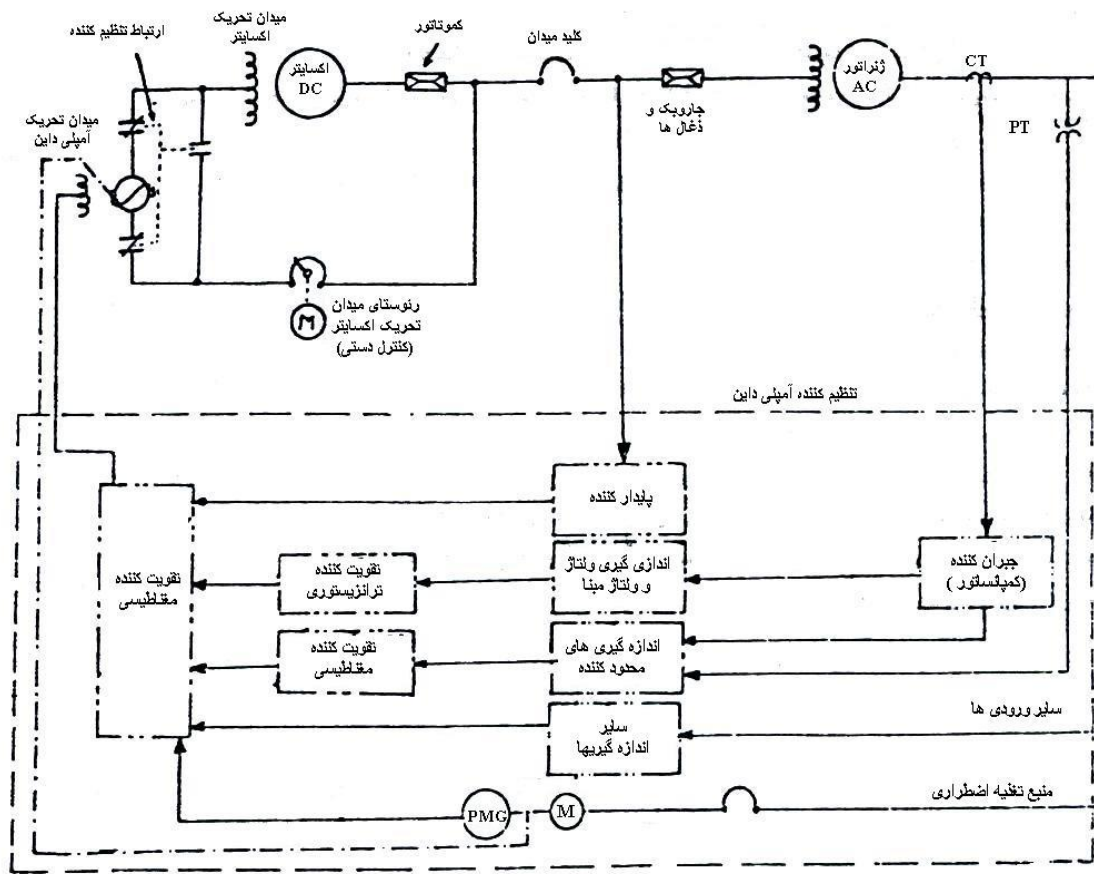 میدان تحریک
اکسایتر
ارتباط تنظیم کننده
کموتاتور
کلید میدان
اکسایتر
DC
ژنراتور
AC
CT
جاروبک و
ذغال ها
PT
میدان تحریک
آمپلی داین
رئوستای میدان
تحریک اکسایتر
(کنترل دستی)
M
تنظیم کننده آمپلی داین
پایدار کننده
جبران کننده
(کمپانساتور )
اندازی گیری ولتاژ
و ولتاژ مبنا
تقویت کننده
ترانزیستوری
تقویت کننده
مغناطیسی
اندازه گیری های
محدود کننده
تقویت کننده
مغناطیسی
سایر ورودی ها
سایر
اندازه گیریها
منبع تغذیه اضطراری
PMG
M